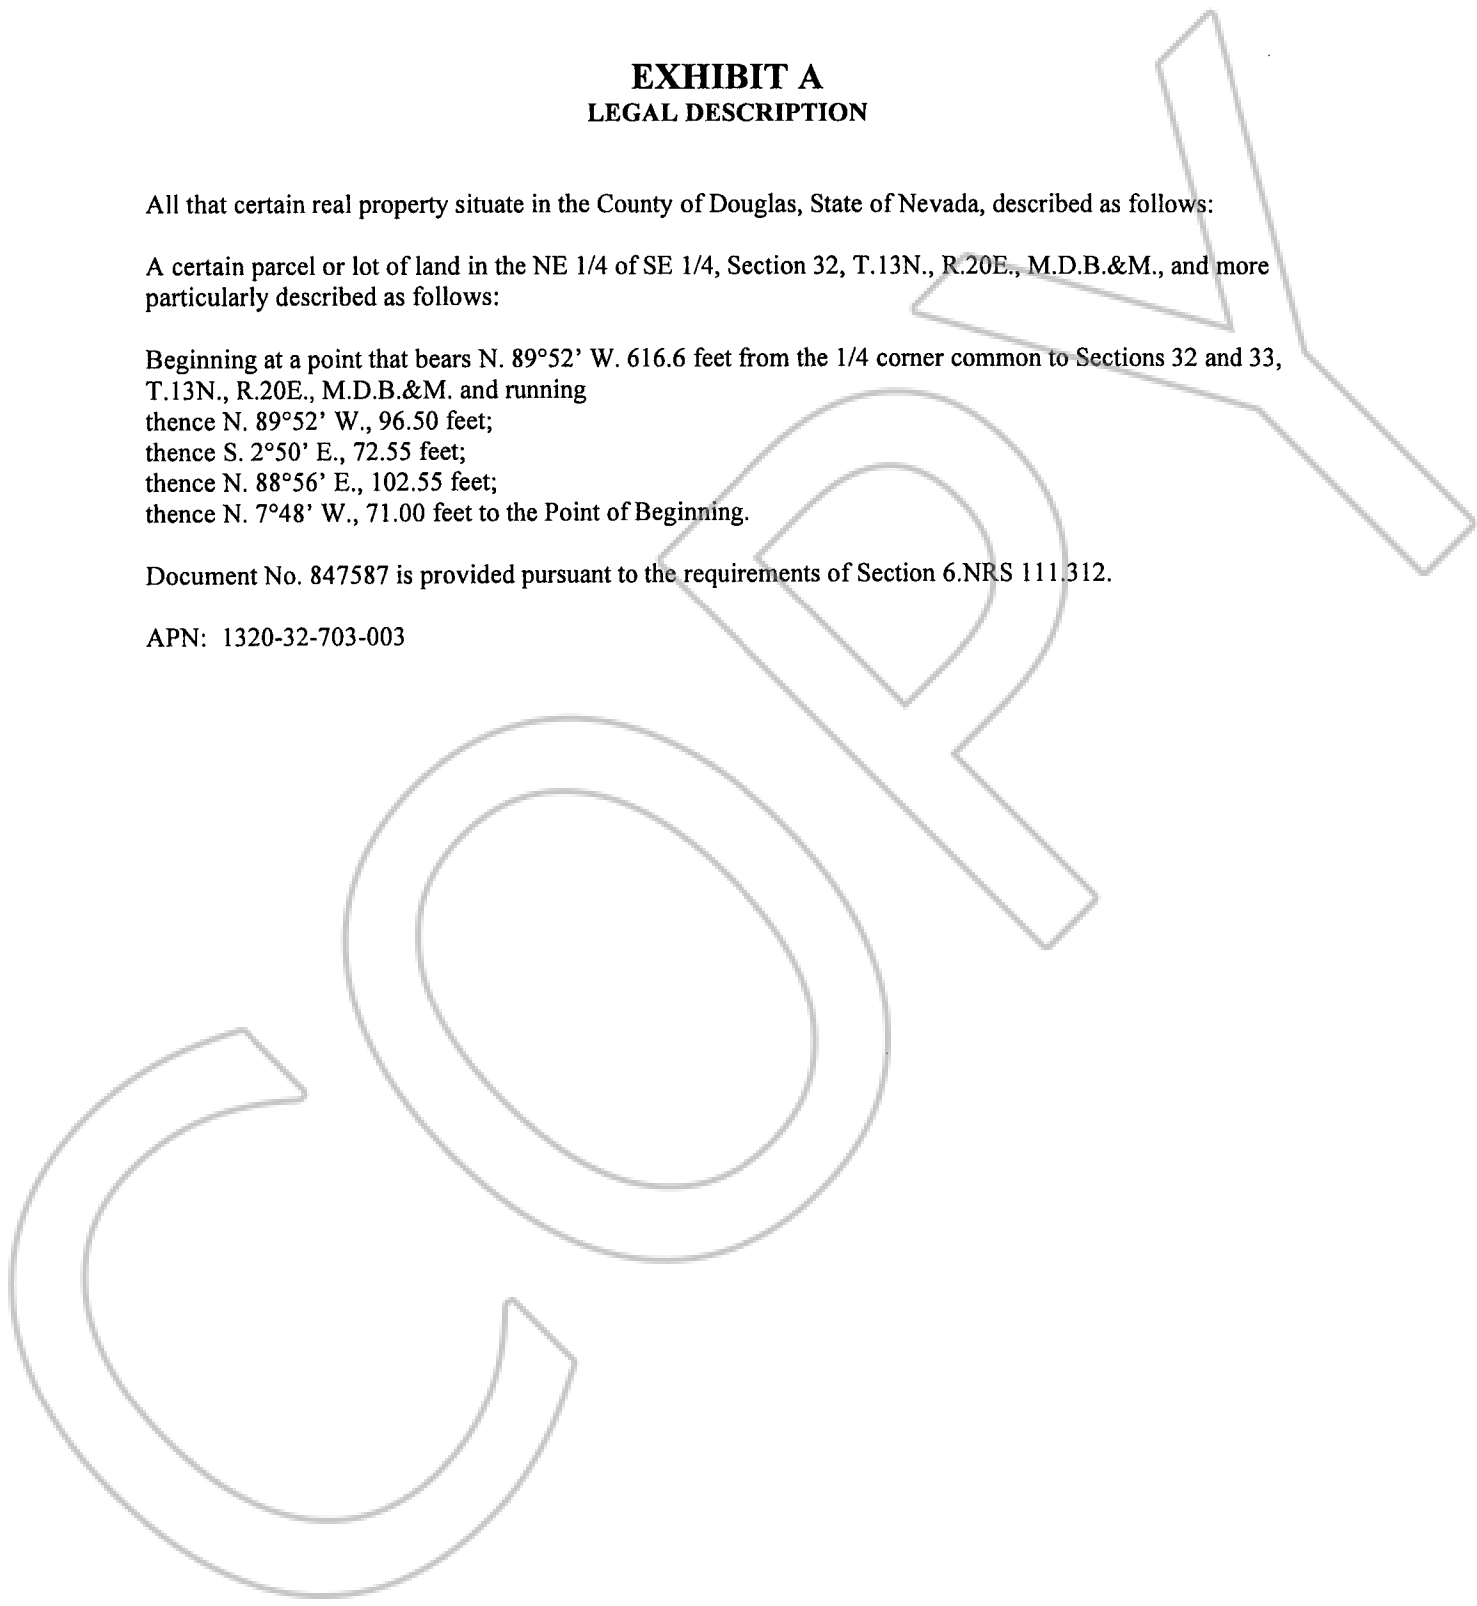 EXHIBIT A
LEGAL DESCRIPTION
All that certain real property situate in the County of Douglas, State of Nevada, described as follows:
A certain parcel or lot of land in the NE 1/4 of SE 1/4, Section 32, T.13N., R.20E., M.D.B.&M., and more
particularly described as follows:
Beginning at a point that bears N. 89°52’ W. 616.6 feet from the 1/4 corner common to Sections 32 and 33,
T.13N., R.20E., M.D.B.&M. and running
thence N. 89°52’ W., 96.50 feet;
thence S. 2°50’ E., 72.55 feet;
thence N. 88°56’ E., 102.55 feet;
thence N. 7°48’ W., 71.00 feet to the Point of Beginning.
Document No. 847587 is provided pursuant to the requirements of Section 6.NRS 111.312.
APN: 1320-32-703-003
COPY